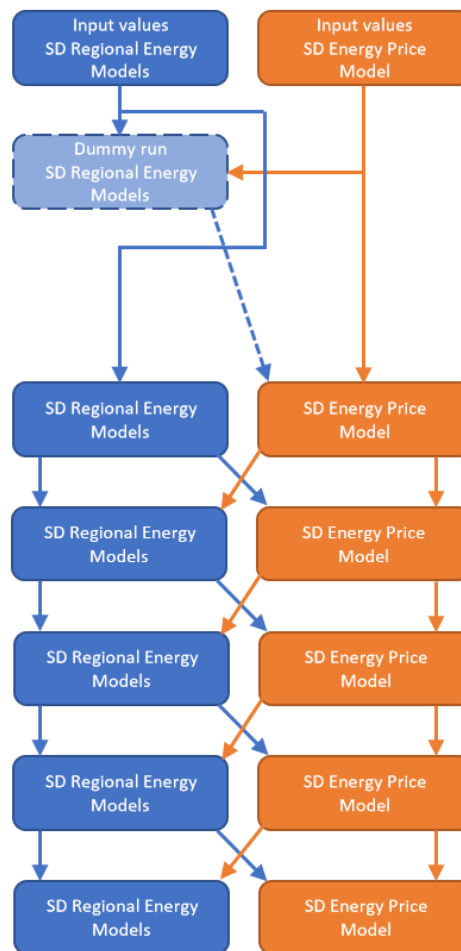 Input values
SD Regional Energy
Models
Input values
SD Energy Price
Model
Dummy run
SD Regional Energy
Models
SD Regional Energy
Models
SD Energy Price
Model
SD Regional Energy
Models
SD Energy Price
Model
SD Regional Energy
Models
SD Energy Price
Model
SD Regional Energy
Models
SD Energy Price
Model
SD Regional Energy
Models
SD Energy Price
Model